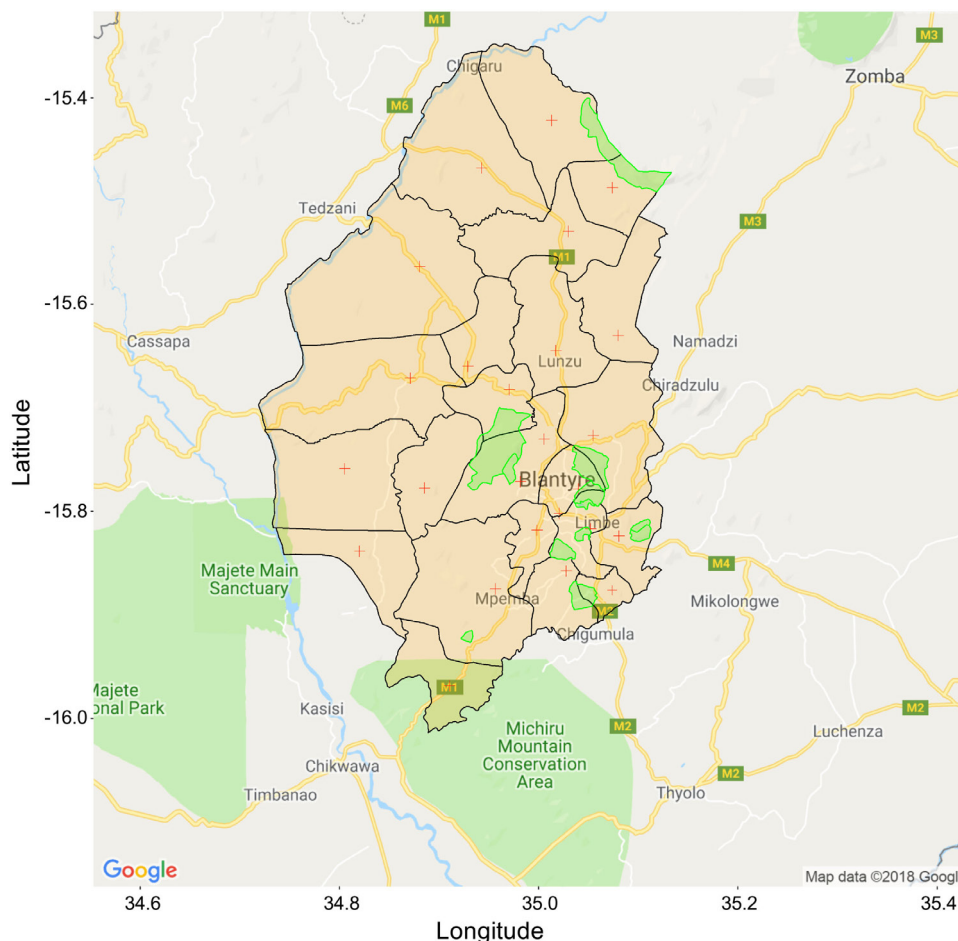 M1
M3
Chigaru
Zomba
-15.4
M6
Tedzani
M3
M1
-15.6
Cassapa
Namadzi
Lunzu
Chiradzulu
Latitude
Blantyre
-15.8
Limbe
M4
Majete Main
Sanctuary
Mpemba
Mikolongwe
M2
Chigumula
M1
Majete
onal Park
Kasisi
-16.0
Michiru
Mountain
Conservation
Area
M2
M2
Luchenza
Chikwawa
M2
Timbanao
Thyolo
Google
Map data ©2018 Googl
34.6
34.8
35.0
35.2
35.4
Longitude